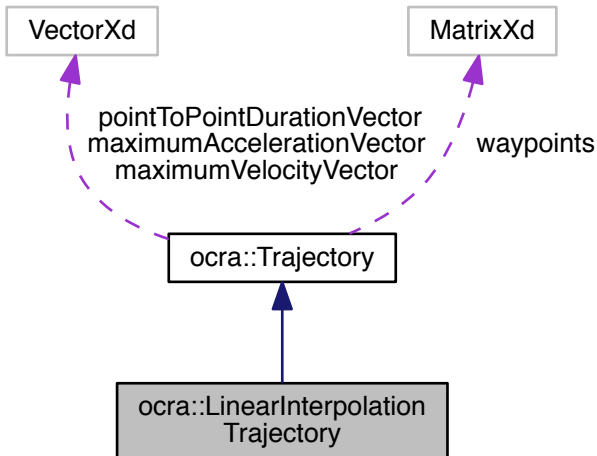 VectorXd
MatrixXd
pointToPointDurationVector
maximumAccelerationVector
maximumVelocityVector
waypoints
ocra::Trajectory
ocra::LinearInterpolation
Trajectory